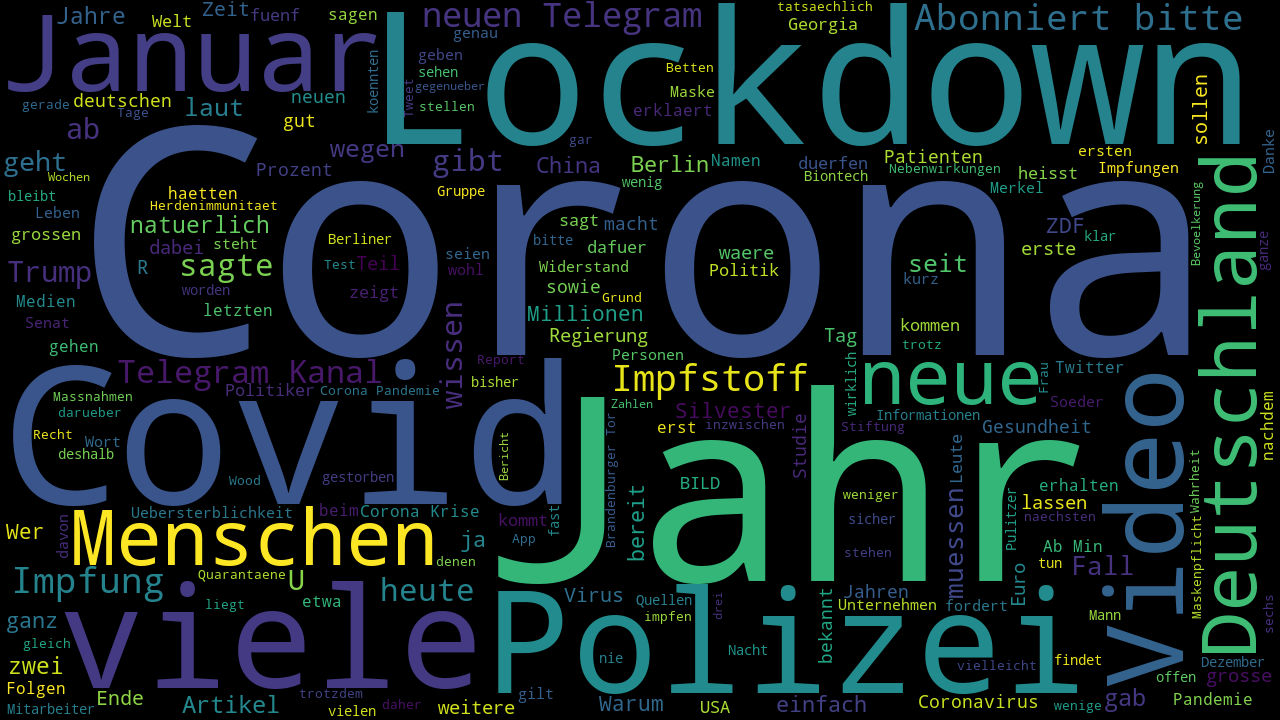 Jahre
Welt
Zeit
fuenf
sagen
neuen Telegram
tatsaechlich
Georgia
Abonniert bitte
Januar
Lockdown
genau
geben
sehen
gegenueber
stellen
koennten
Tweet
Betten
Maske
erklaert
gerade
deutschen
Tage
laut
neuen
gut
ab
sollen
Danke
geht
Wochen
bleibt
Leben
grossen
wegen
Prozent
gibt
gar
China
Berlin
Namen
wenig
duerfen
Biontech
Patienten
Nebenwirkungen
Merkel
heisst
ersten
Impfungen
haetten
Herdenimmunitaet
Gruppe
natuerlich
dabei
steht
Berliner
R
sagte
Test
Teil
zeigt
worden
letzten
Corona
sagt
macht
bitte
dafuer
seien
wohl
Widerstand
sowie
Grund
Millionen
Regierung
waere
Politik
seit
kurz
ZDF
klar
erste
Bevoelkerung
ganze
Deutschland
Trump
Medien
Senat
gehen
Tag
kommen
trotz
Wissen
Telegram Kanal
Politiker
Corona Pandemie
Report
bisher
Personen
Impfstoff
Zahlen
wirklich
neue
Frau
Twitter
Informationen
Soeder
Massnahmen
darueber
Recht
Wort
deshalb
Wood
Covid
gestorben
Bericht
Silvester
erst
inzwischen
Brandenburger Tor
Studie
Stiftung
Gesundheit
Leute
Video
nachdem
Wahrheit
Jahr
BILD
weniger
sicher
stehen
erhalten
lassen
naechsten
Pulitzer
Uebersterblichkeit
beim
Corona Krise
kommt
App
fast
bereit
Wer
davon
Menschen
ja
denen
muessen
Ab Min
tun
Fall
Maskenpflicht
Impfung
Quarantaene
U
heute
liegt
etwa
Virus
Quellen
impfen
drei
Jahren
Unternehmen
fordert
Euro
Mann
sechs
ganz
gleich
zwei
Folgen
Mitarbeiter
Ende
viele
Polizei
nie
Nacht
bekannt
vielleicht
findet
Dezember
offen
grosse
Artikel
trotzdem
vielen
daher
weitere
gilt
Warum
USA
einfach
Coronavirus
wenige
gab
Pandemie